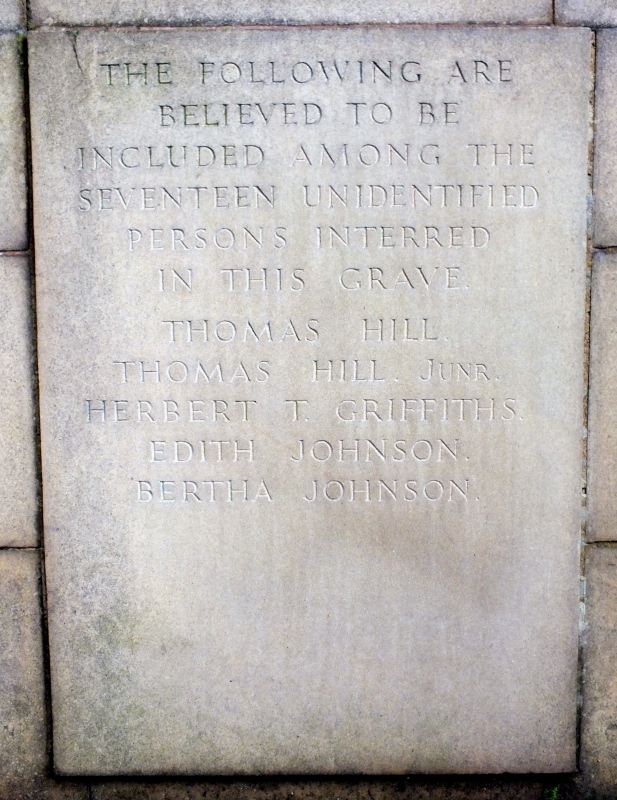 THE FOLLOWING ARE
BELIEVED TO BE
INCLUDED AMONG THE
SEVENTEEN UNIDENTIFIED
PERSONS INTERRED
IN THIS GRAVE.
THOMAS HILL.
THOMAS HILL. JUNR.
HERBERT T. GRIFFITHS.
EDITH JOHNSON.
BERTHA JOHNSON.